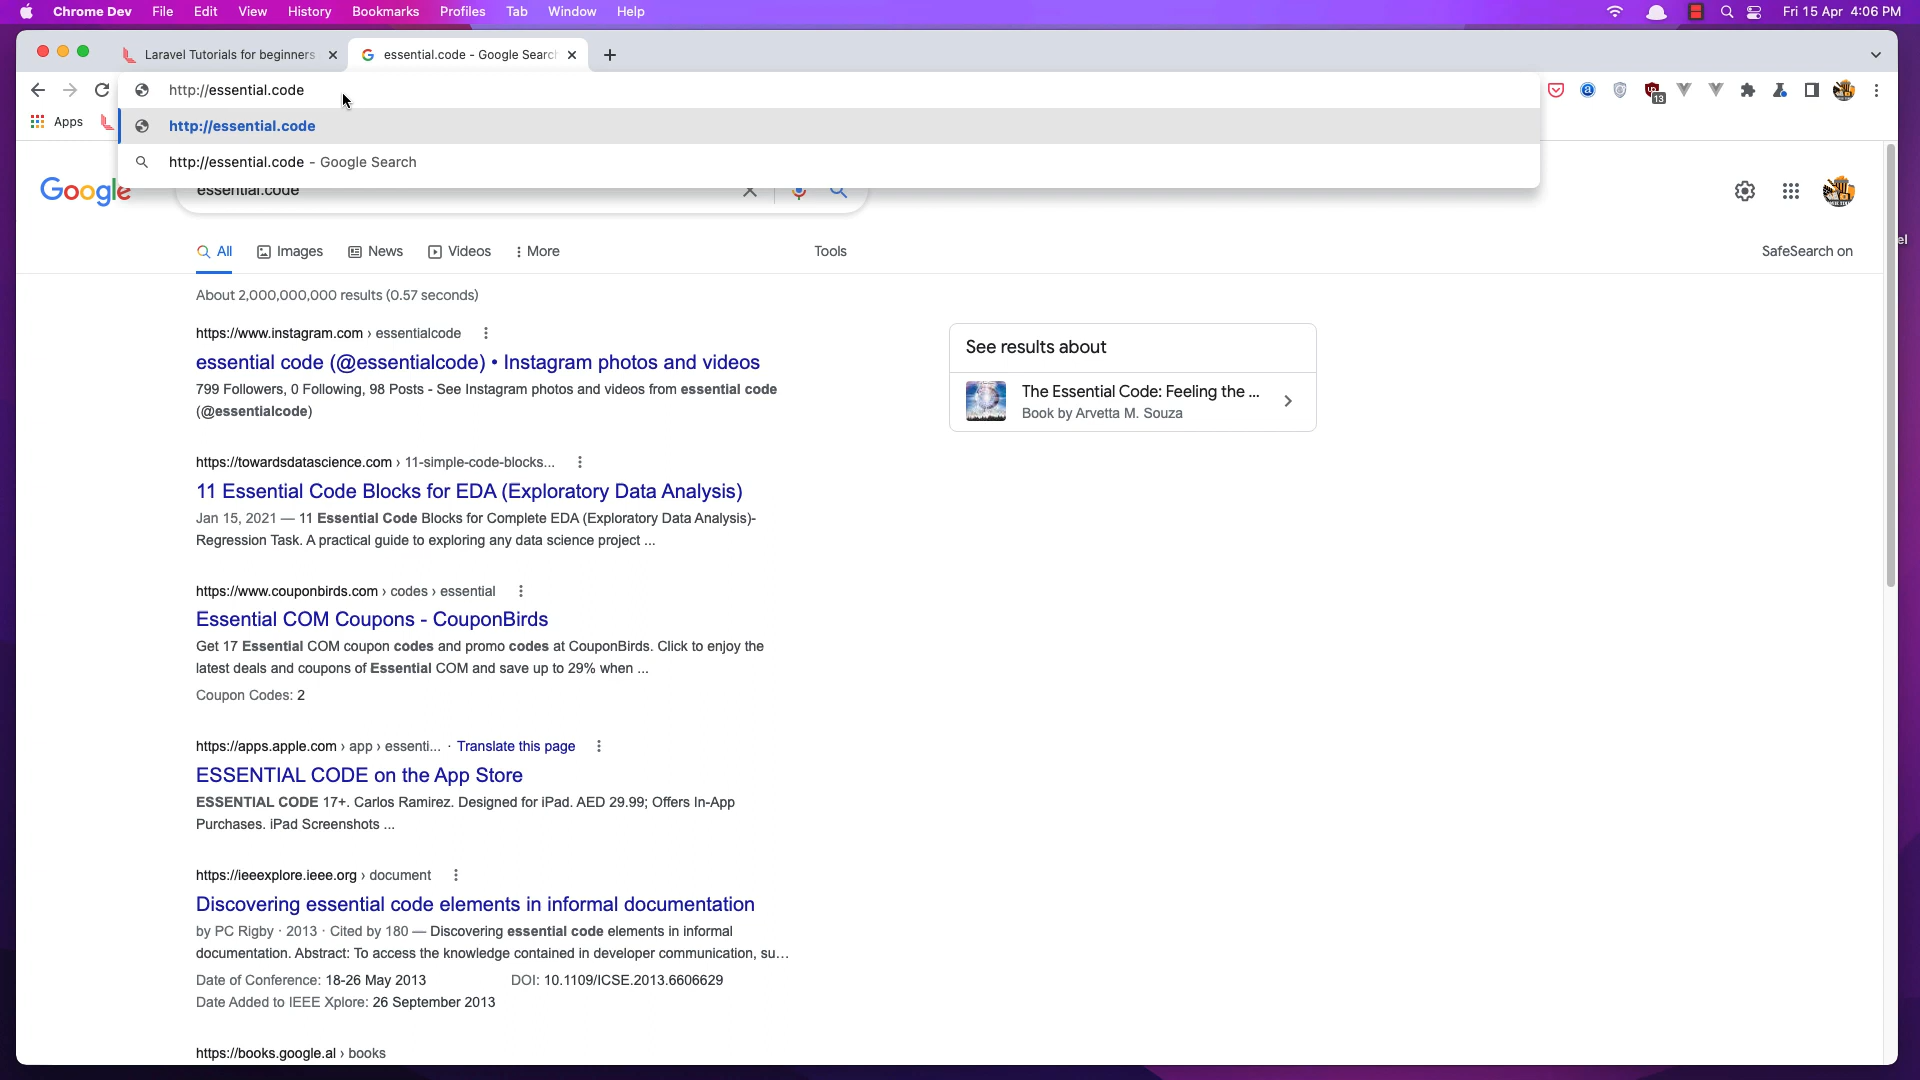 Chrome Dev File Edit View History Bookmarks Profiles Tab Window Help Fri 15 Apr 4:06 PM
Laravel Tutorials for beginners essential.code - Google Search
http://essential.code
13
Apps
http://essential.code
http://essential.code - Google Search
Google essential.code
el
All Images News Videos More Tools SafeSearch on
About 2,000,000,000 results (0.57 seconds)
https://www.instagram.com › essentialcode
essential code (@essentialcode) • Instagram photos and videos
799 Followers, 0 Following, 98 Posts - See Instagram photos and videos from essential code
(@essentialcode)
See results about
The Essential Code: Feeling the ...
Book by Arvetta M. Souza
https://towardsdatascience.com › 11-simple-code-blocks...
11 Essential Code Blocks for EDA (Exploratory Data Analysis)
Jan 15, 2021 — 11 Essential Code Blocks for Complete EDA (Exploratory Data Analysis)-
Regression Task. A practical guide to exploring any data science project ...
https://www.couponbirds.com › codes › essential
Essential COM Coupons - CouponBirds
Get 17 Essential COM coupon codes and promo codes at CouponBirds. Click to enjoy the
latest deals and coupons of Essential COM and save up to 29% when ...
Coupon Codes: 2
https://apps.apple.com › app › essenti... · Translate this page
ESSENTIAL CODE on the App Store
ESSENTIAL CODE 17+. Carlos Ramirez. Designed for iPad. AED 29.99; Offers In-App
Purchases. iPad Screenshots ...
https://ieeexplore.ieee.org › document
Discovering essential code elements in informal documentation
by PC Rigby · 2013 · Cited by 180 — Discovering essential code elements in informal
documentation. Abstract: To access the knowledge contained in developer communication, su...
Date of Conference: 18-26 May 2013 DOI: 10.1109/ICSE.2013.6606629
Date Added to IEEE Xplore: 26 September 2013
https://books.google.al › books